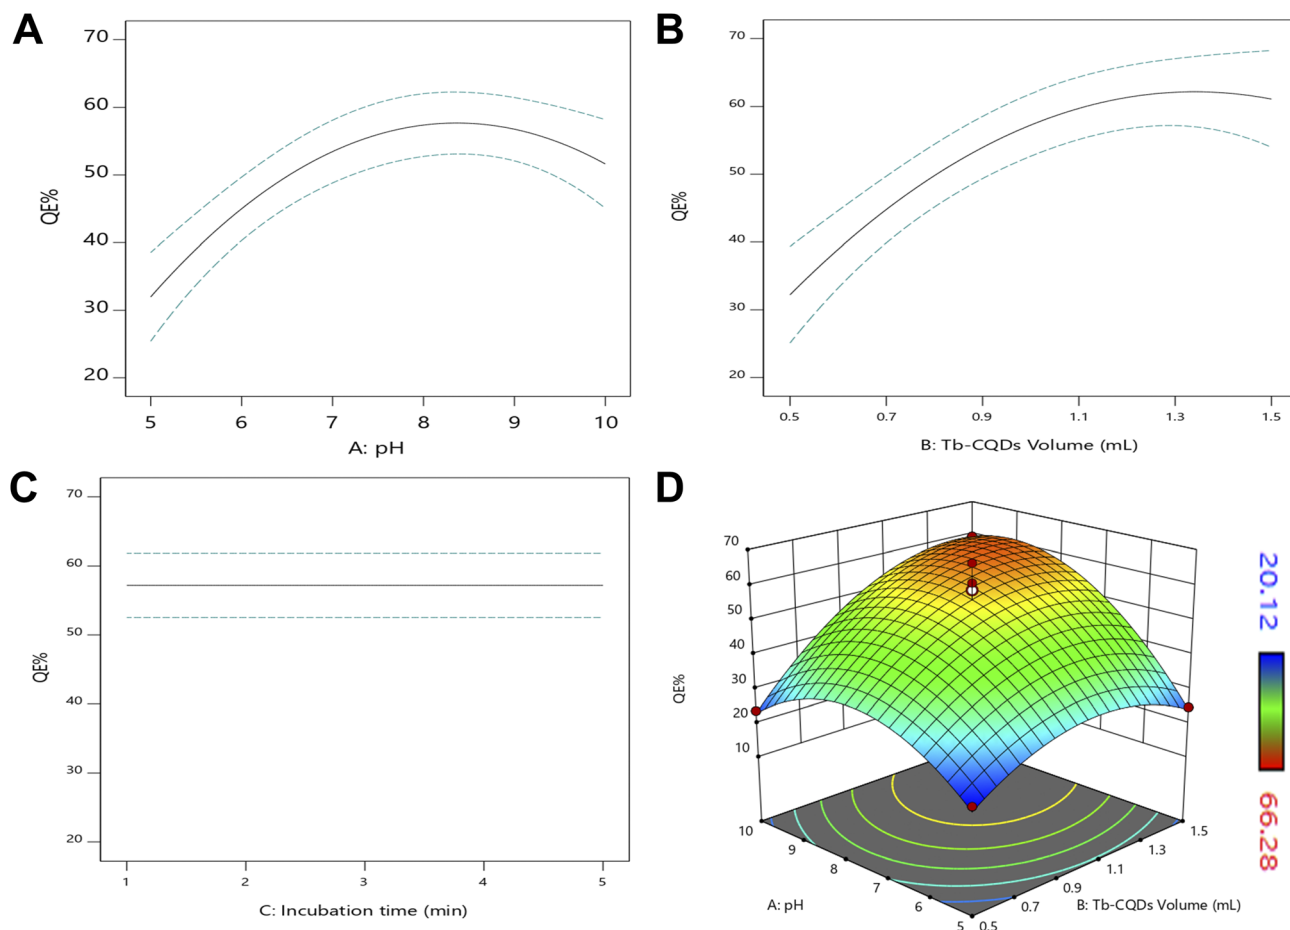 A
70
60
50
40
30
20
QE%
5 6 7 8 9 10
A: pH
B
70
60
50
40
30
20
QE%
0.5 0.7 0.9 1.1 1.3 1.5
B: Tb-CQDs Volume (mL)
C
70
60
50
40
30
20
QE%
1 2 3 4 5
C: Incubation time (min)
D
70
60
50
40
30
20
10
QE%
10
9
8
7
6
5
A: pH
0.5
0.7
0.9
1.1
1.3
1.5
B: Tb-CQDs Volume (mL)
20.12
66.28